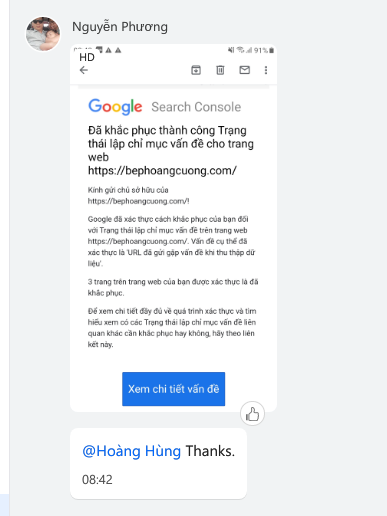 Nguyễn Phương
91%
HD
Google Search Console
Đã khắc phục thành công Trạng
thái lập chỉ mục vấn đề cho trang
web
https://bephoangcuong.com/
Kính gửi chủ sở hữu của
https://bephoangcuong.com/!
Google đã xác thực cách khắc phục của bạn đối
với Trạng thái lập chỉ mục vấn đề trên trang web
https://bephoangcuong.com/. Vấn đề cụ thể đã
xác thực là 'URL đã gửi gặp vấn đề khi thu thập dữ
liệu'.
3 trang trên trang web của bạn được xác thực là đã
khắc phục.
Để xem chi tiết đầy đủ về quá trình xác thực và tìm
hiểu xem có các Trạng thái lập chỉ mục vấn đề liên
quan khác cần khắc phục hay không, hãy theo liên
kết này.
Xem chi tiết vấn đề
@Hoàng Hùng Thanks.
08:42